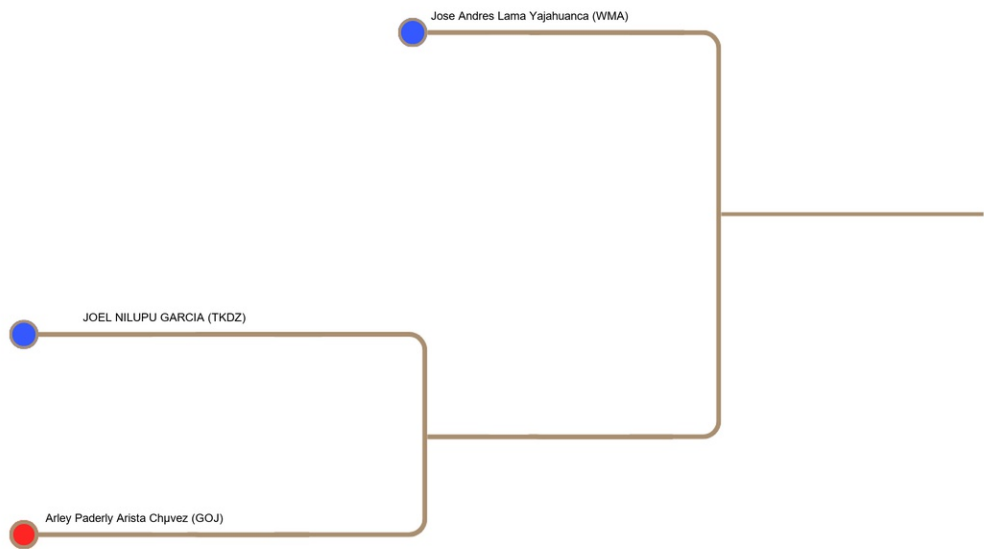 Jose Andres Lama Yajahuanca (WMA)
JOEL NILUPU GARCIA (TKDZ)
Arley Paderly Arista Chµvez (GOJ)